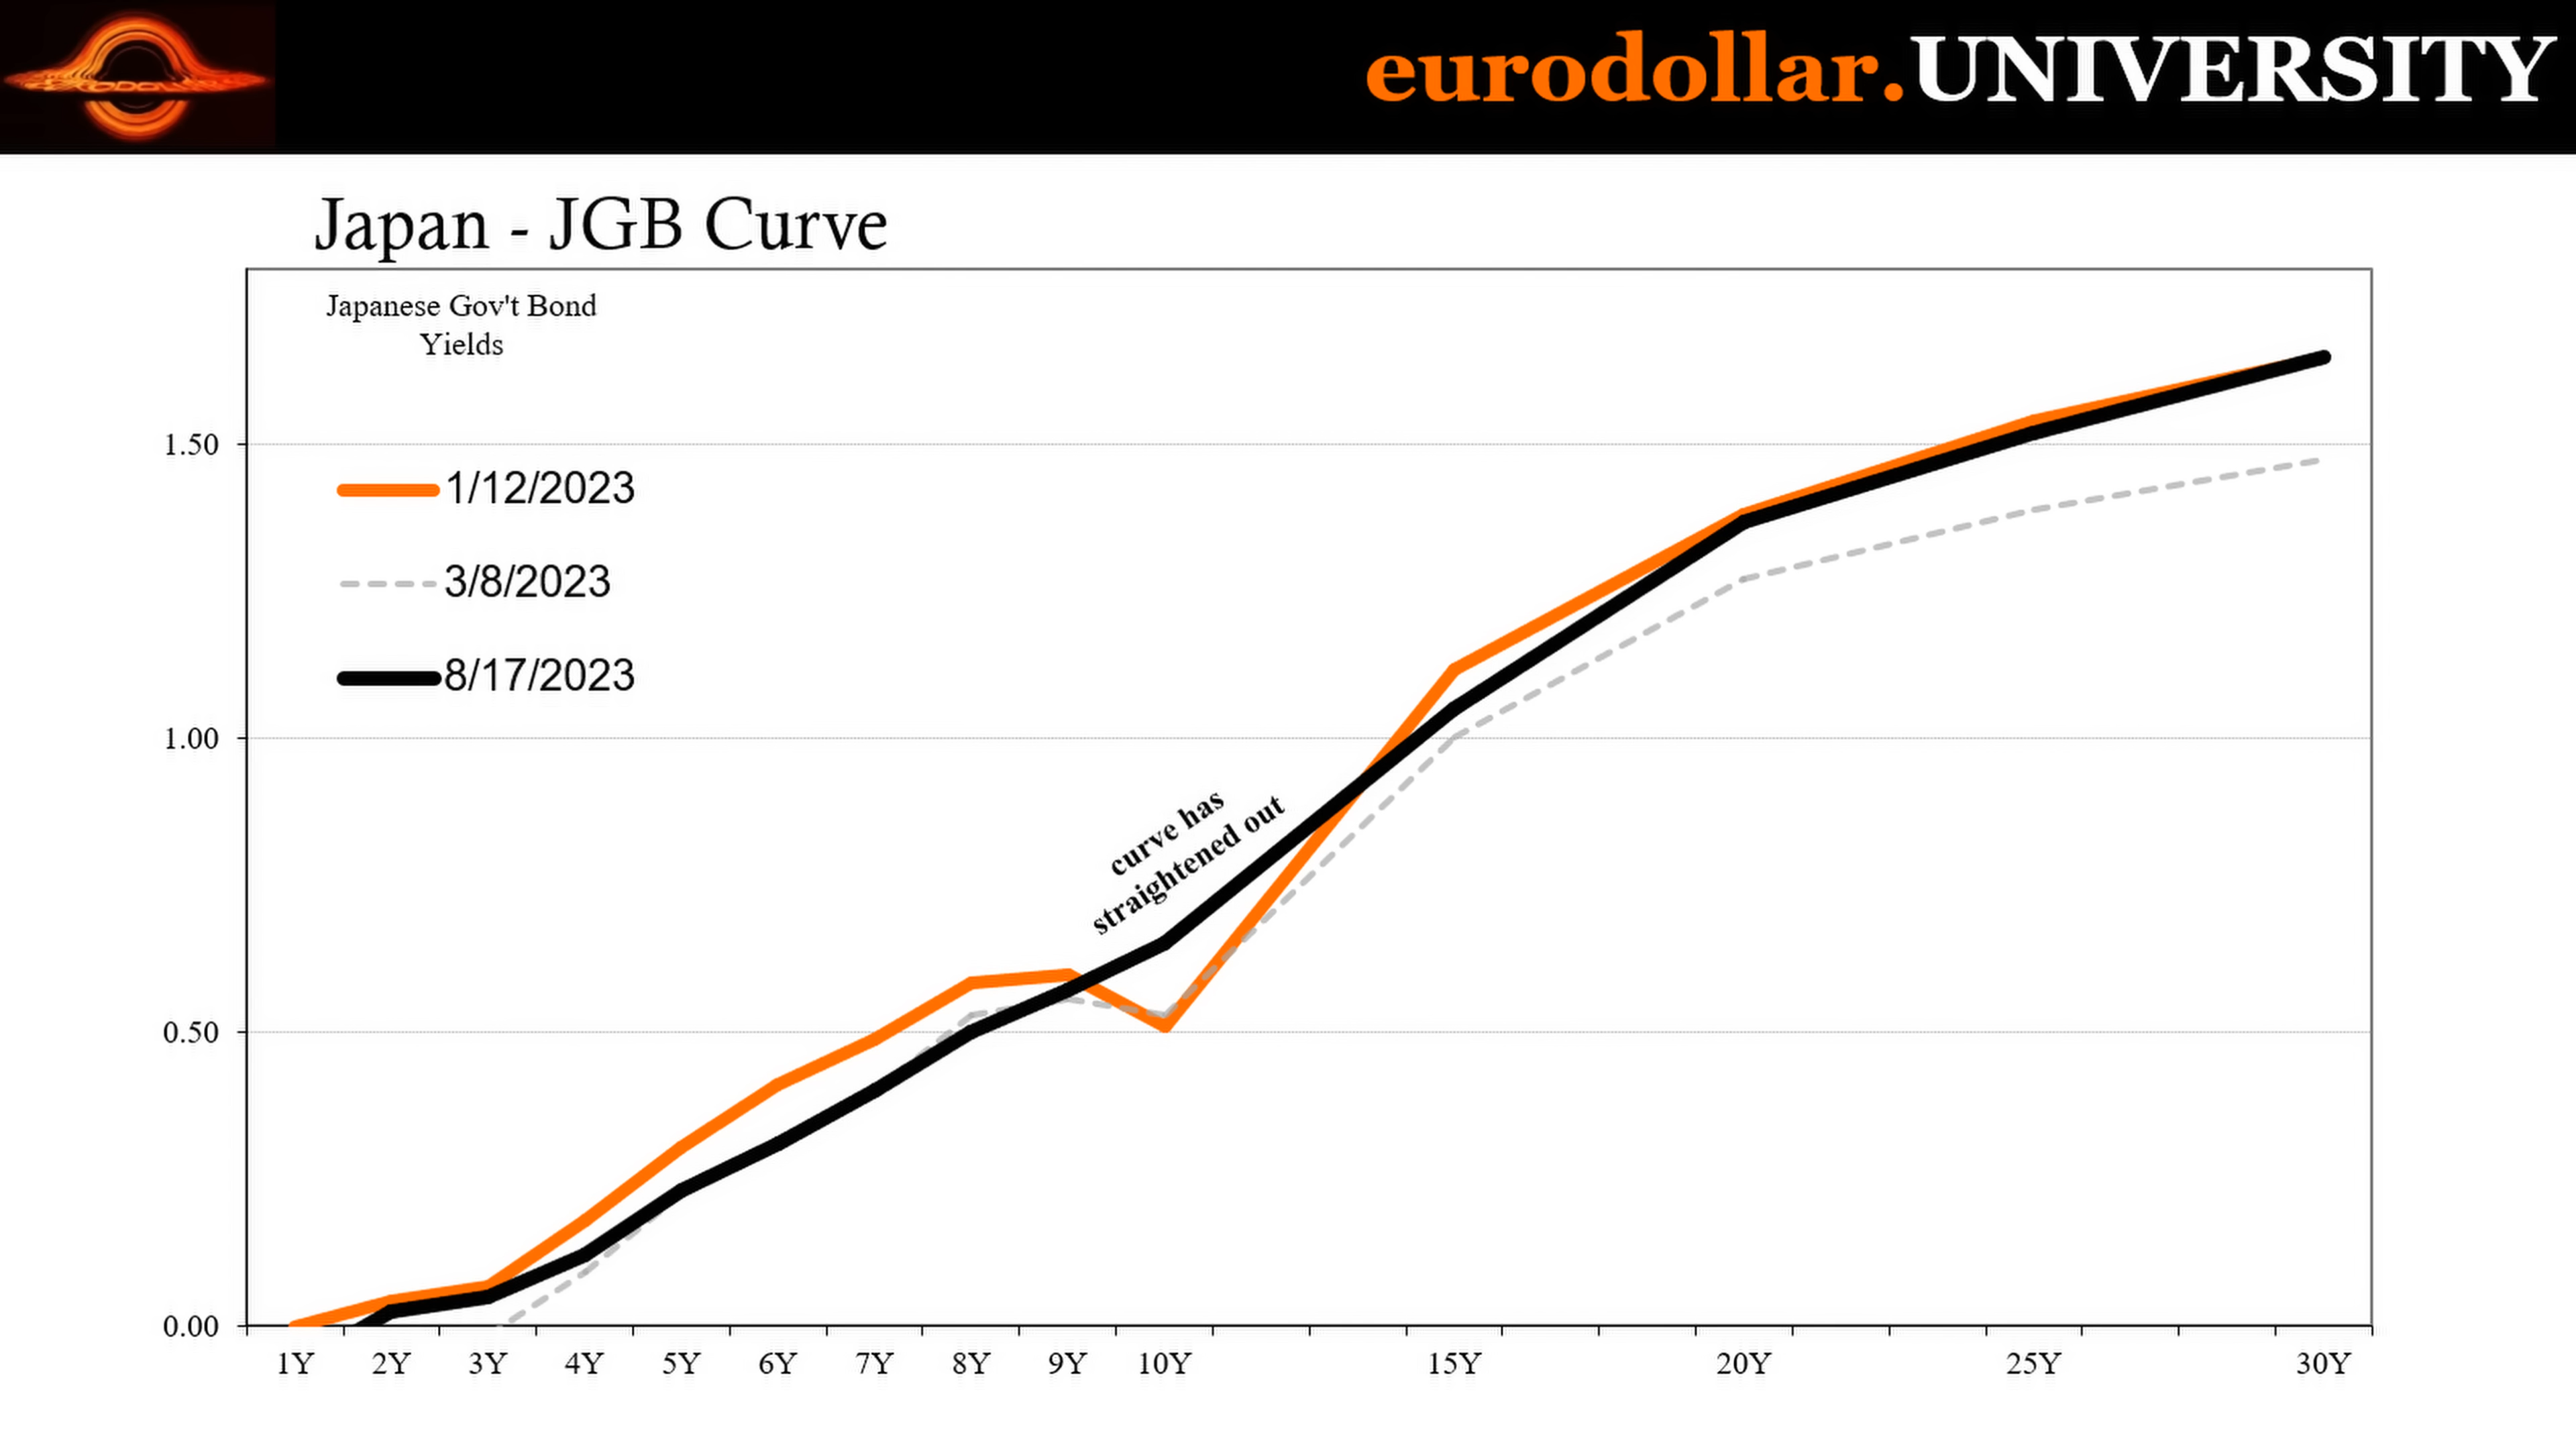 eurodollar.UNIVERSITY
Japan - JGB Curve
Japanese Gov't Bond
Yields
1/12/2023
3/8/2023
8/17/2023
curve has
straightened out
1.50
1.00
0.50
0.00
1Y 2Y 3Y 4Y 5Y 6Y 7Y 8Y 9Y 10Y 15Y 20Y 25Y 30Y